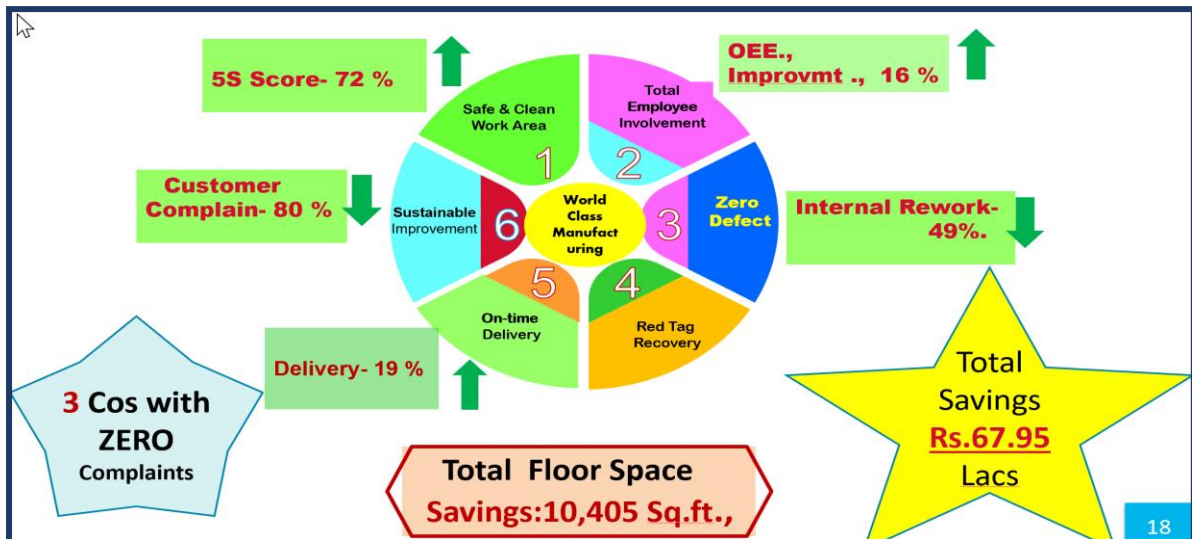 5S Score- 72 %
OEE.,
Improvmt ., 16 %
Safe & Clean
Work Area
1
Total
Employee
Involvement
2
Customer
Complain- 80 %
Sustainable
Improvement
6
World
Class
Manufact
uring
3
Zero
Defect
Internal Rework-
49%.
5
On-time
Delivery
4
Red Tag
Recovery
Delivery- 19 %
3 Cos with
ZERO
Complaints
Total Floor Space
Savings:10,405 Sq.ft.,
Total
Savings
Rs.67.95
Lacs
18